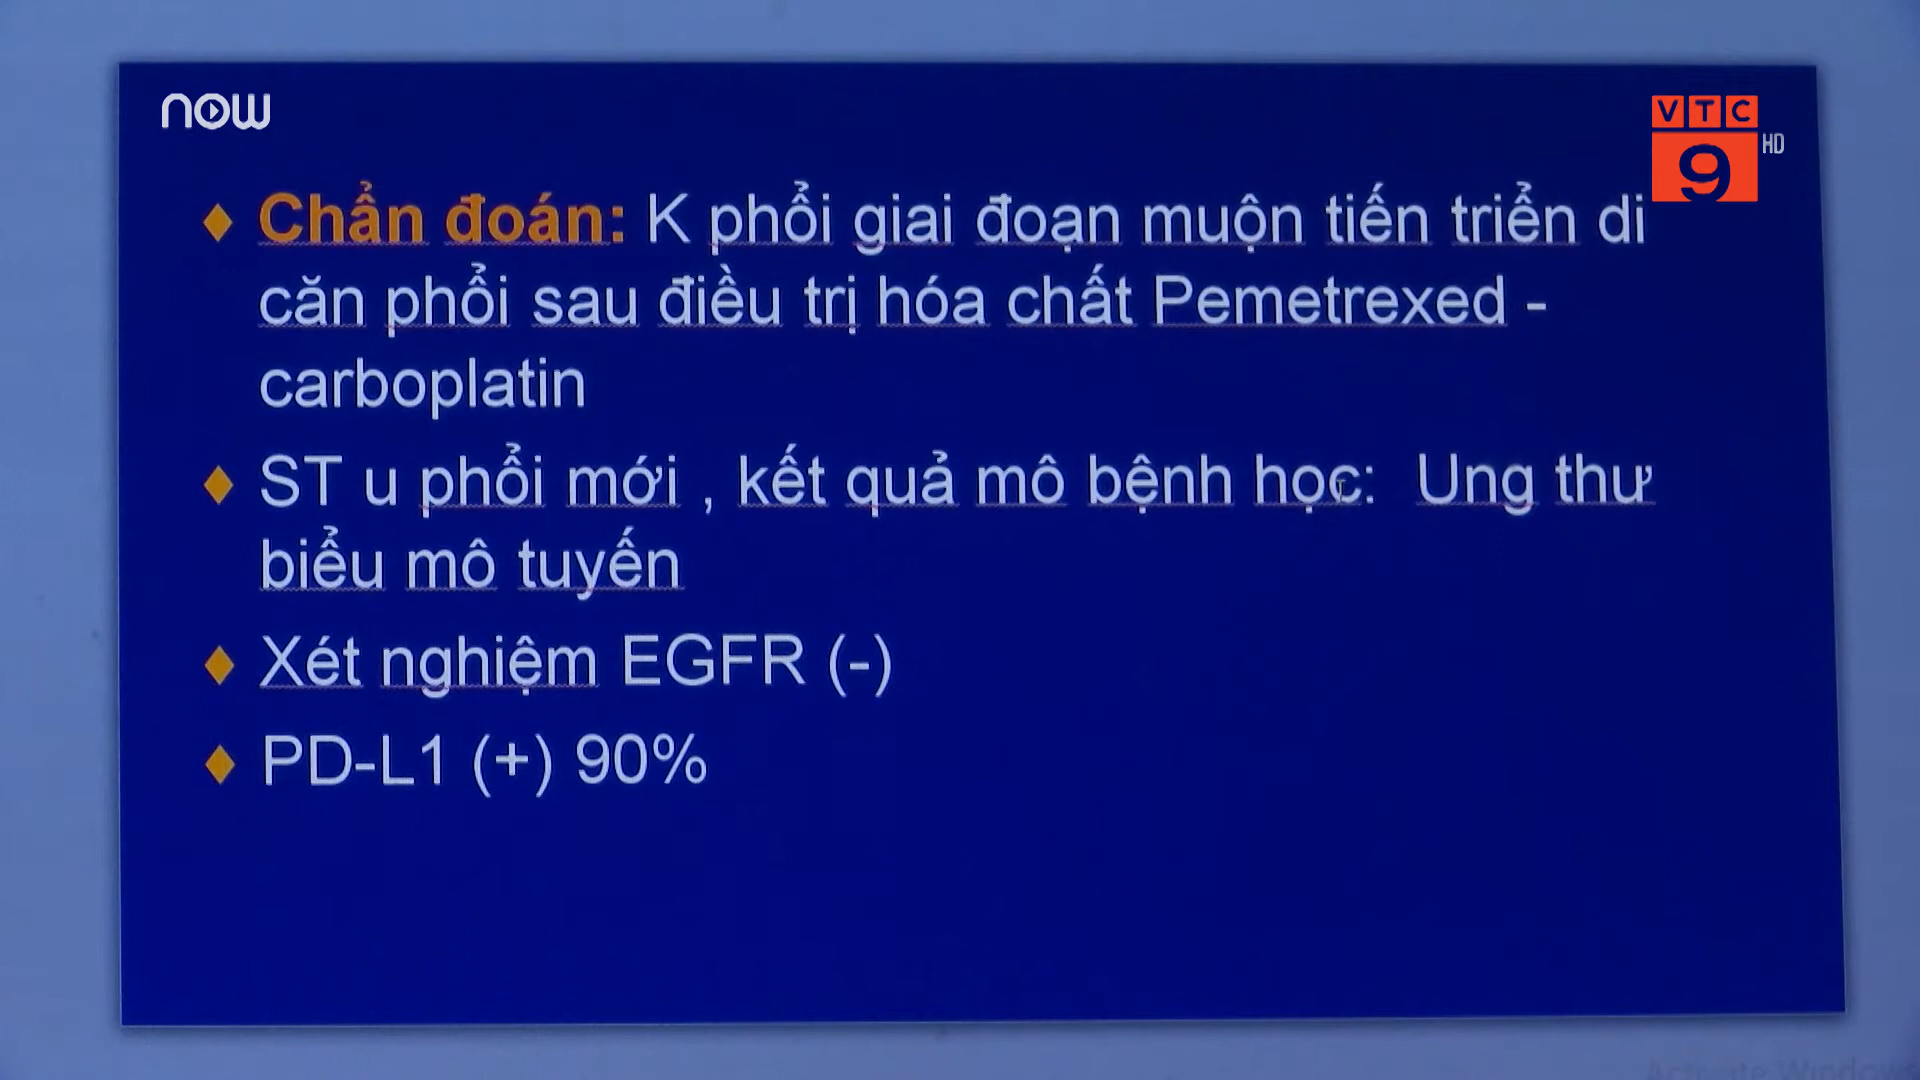 now
VTC
9 HD
Chẩn đoán: K phổi giai đoạn muộn tiến triển di
căn phổi sau điều trị hóa chất Pemetrexed -
carboplatin
ST u phổi mới , kết quả mô bệnh học: Ung thư
biểu mô tuyến
Xét nghiệm EGFR (-)
PD-L1 (+) 90%
Activate Windows